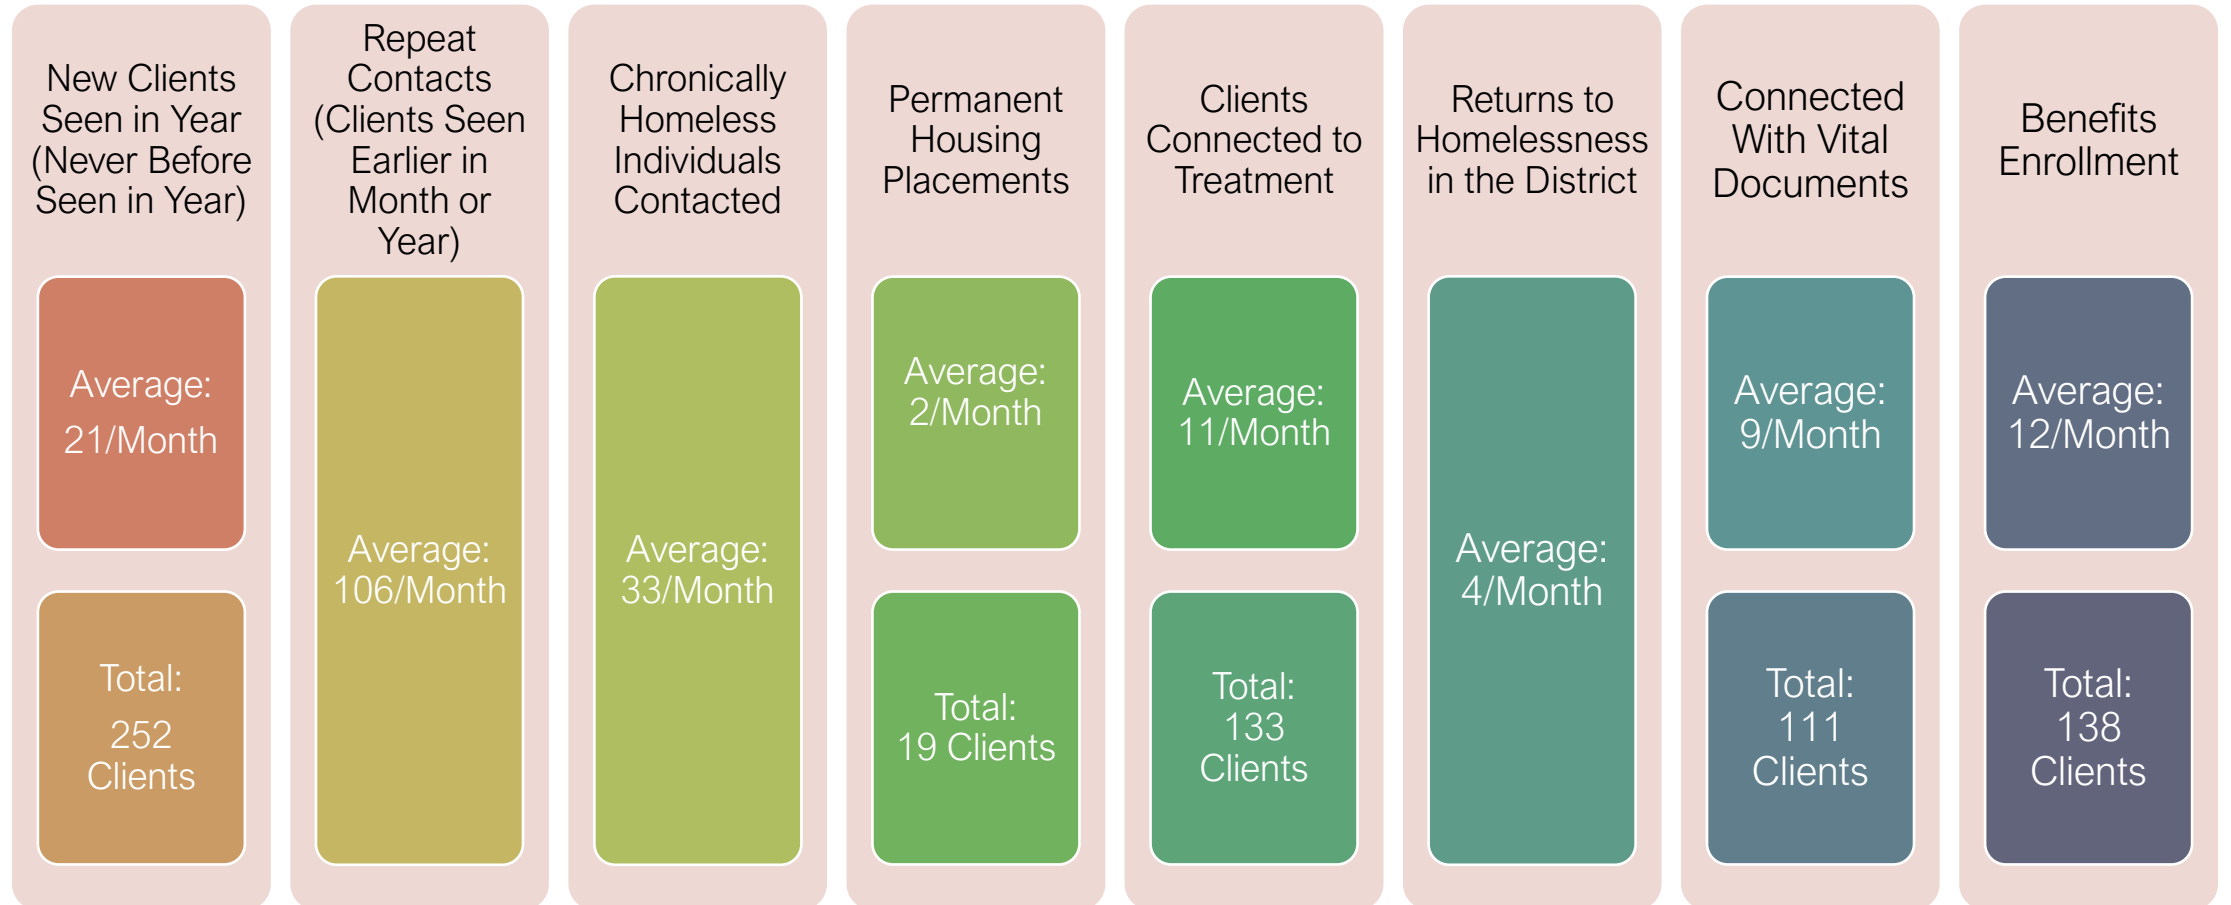 New Clients
Seen in Year
(Never Before
Seen in Year)
Average:
21/Month
Total:
252
Clients
Repeat
Contacts
(Clients Seen
Earlier in
Month or
Year)
Average:
106/Month
Chronically
Homeless
Individuals
Contacted
Average:
33/Month
Permanent
Housing
Placements
Average:
2/Month
Total:
19 Clients
Clients
Connected to
Treatment
Average:
11/Month
Total:
133
Clients
Returns to
Homelessness
in the District
Average:
4/Month
Connected
With Vital
Documents
Average:
9/Month
Total:
111
Clients
Benefits
Enrollment
Average:
12/Month
Total:
138
Clients